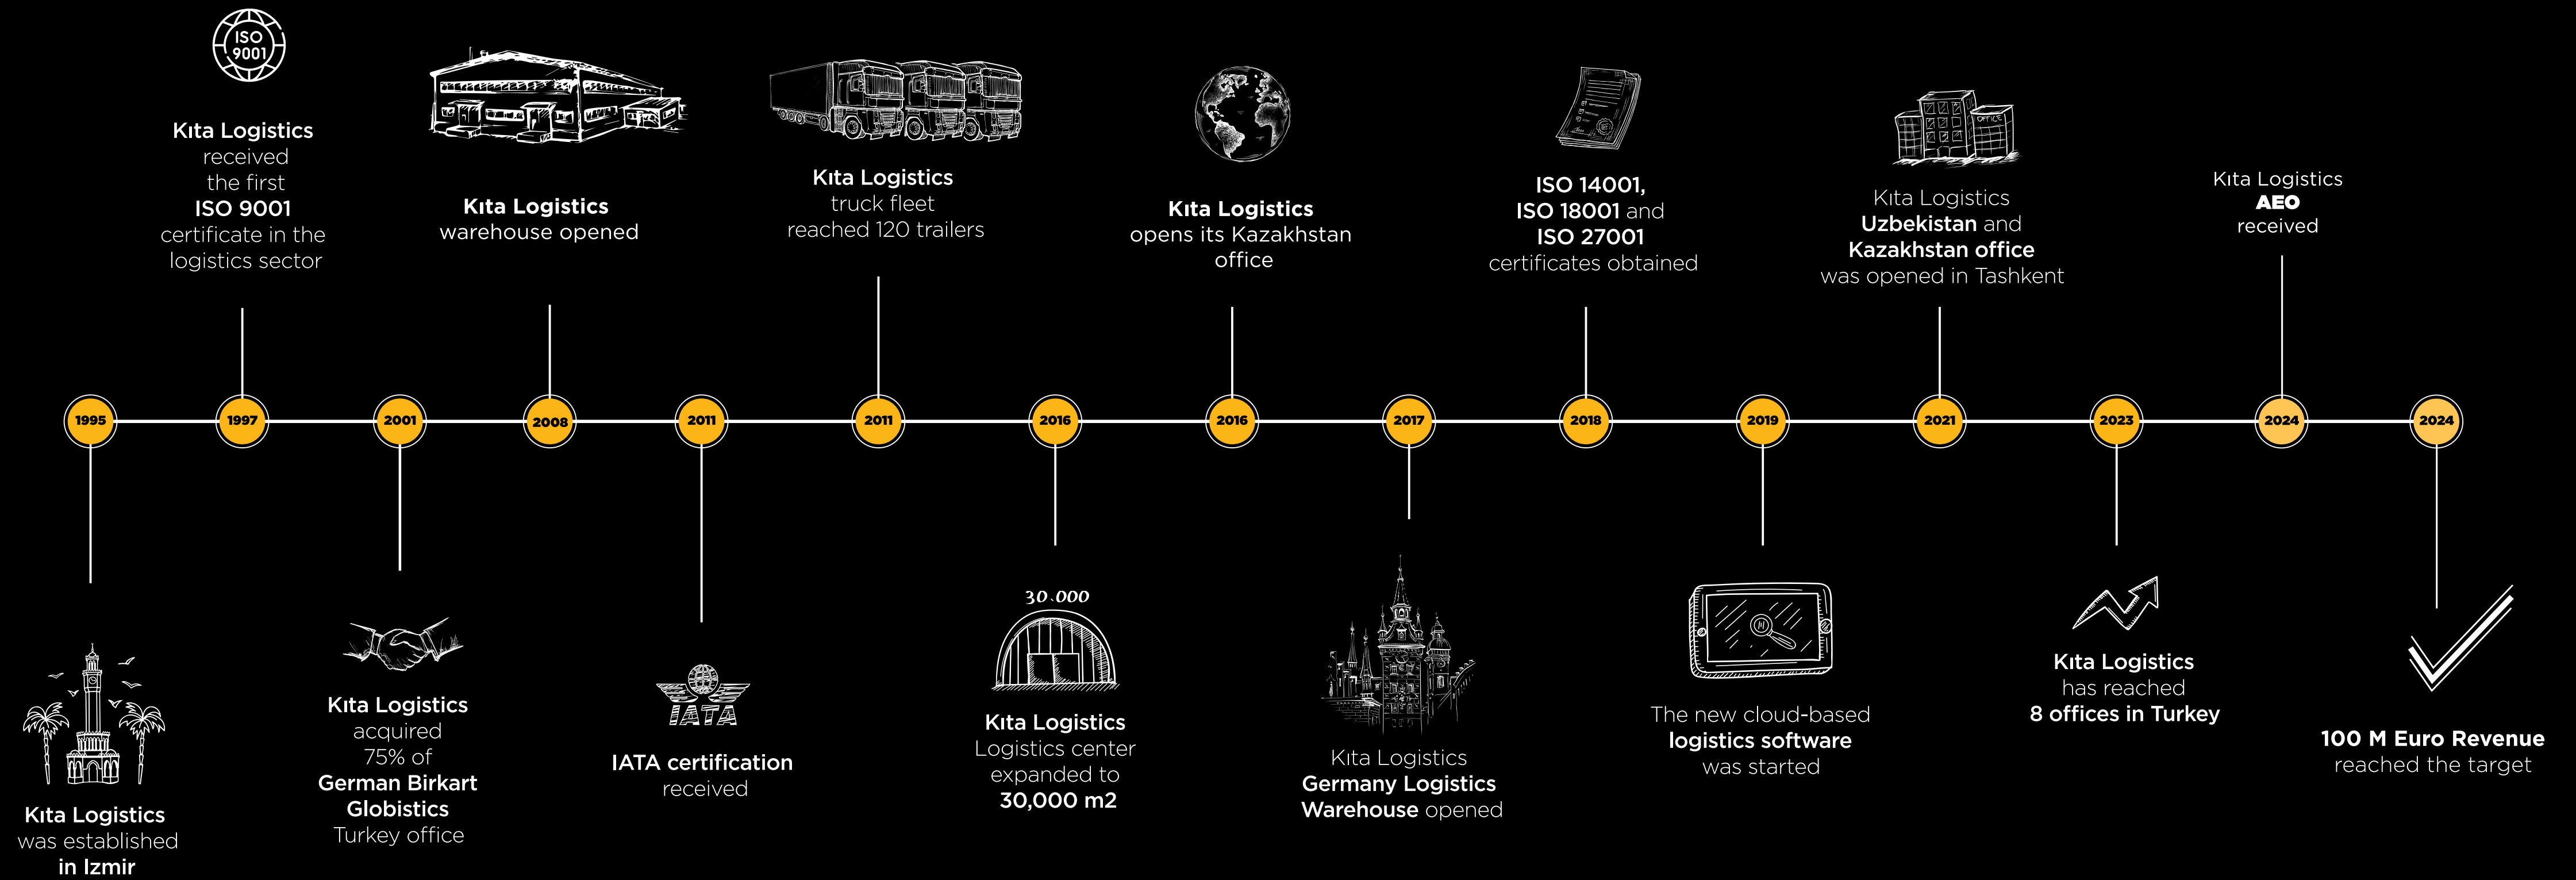 ISO
9001
Kıta Logistics
received
the first
ISO 9001
certificate in the
logistics sector
Kıta Logistics
warehouse opened
Kıta Logistics
truck fleet
reached 120 trailers
Kıta Logistics
opens its Kazakhstan
office
ISO 14001,
ISO 18001 and
ISO 27001
certificates obtained
OFFICE
Kıta Logistics
Uzbekistan and
Kazakhstan office
was opened in Tashkent
Kıta Logistics
AEO
received
1995
1997
2001
2008
2011
2011
2016
2016
2017
2018
2019
2021
2023
2024
2024
Kıta Logistics
was established
in Izmir
Kıta Logistics
acquired
75% of
German Birkart
Globistics
Turkey office
IATA
IATA certification
received
30.000
Kıta Logistics
Logistics center
expanded to
30,000 m2
Kıta Logistics
Germany Logistics
Warehouse opened
The new cloud-based
logistics software
was started
Kıta Logistics
has reached
8 offices in Turkey
100 M Euro Revenue
reached the target